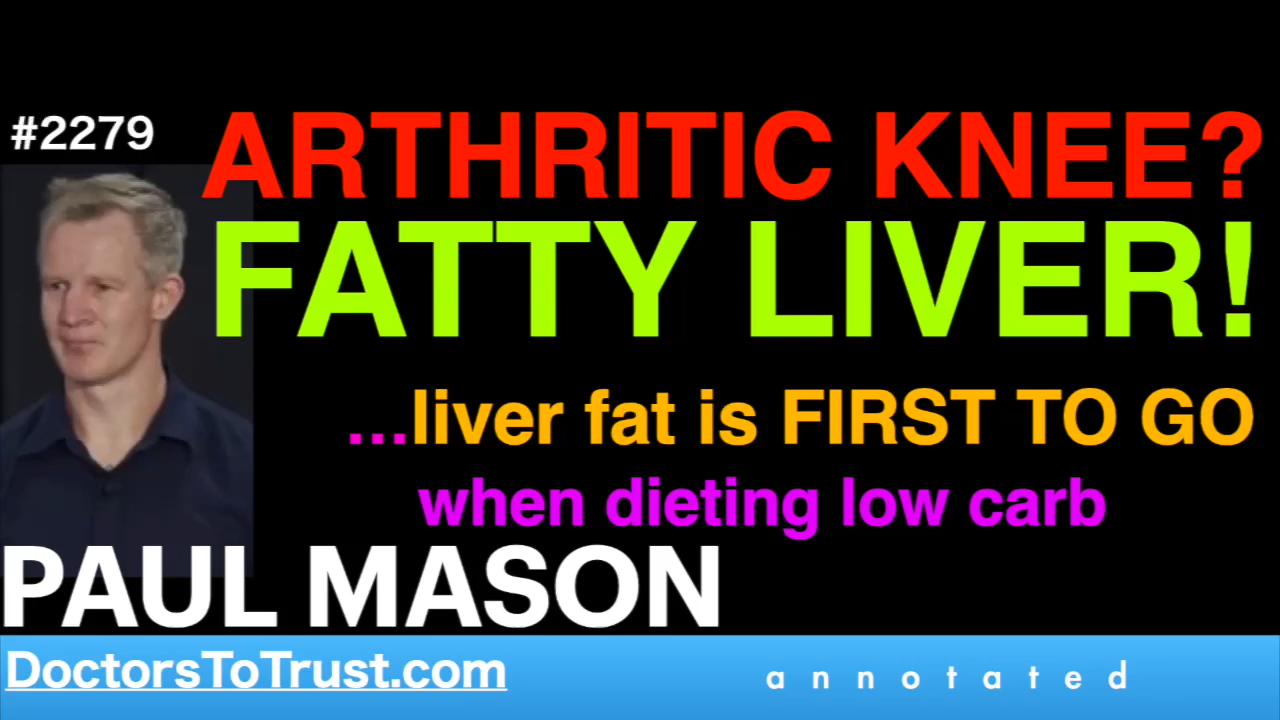 #2279
ARTHRITIC KNEE?
FATTY LIVER!
...liver fat is FIRST TO GO
when dieting low carb
PAUL MASON
DoctorsToTrust.com
annotated